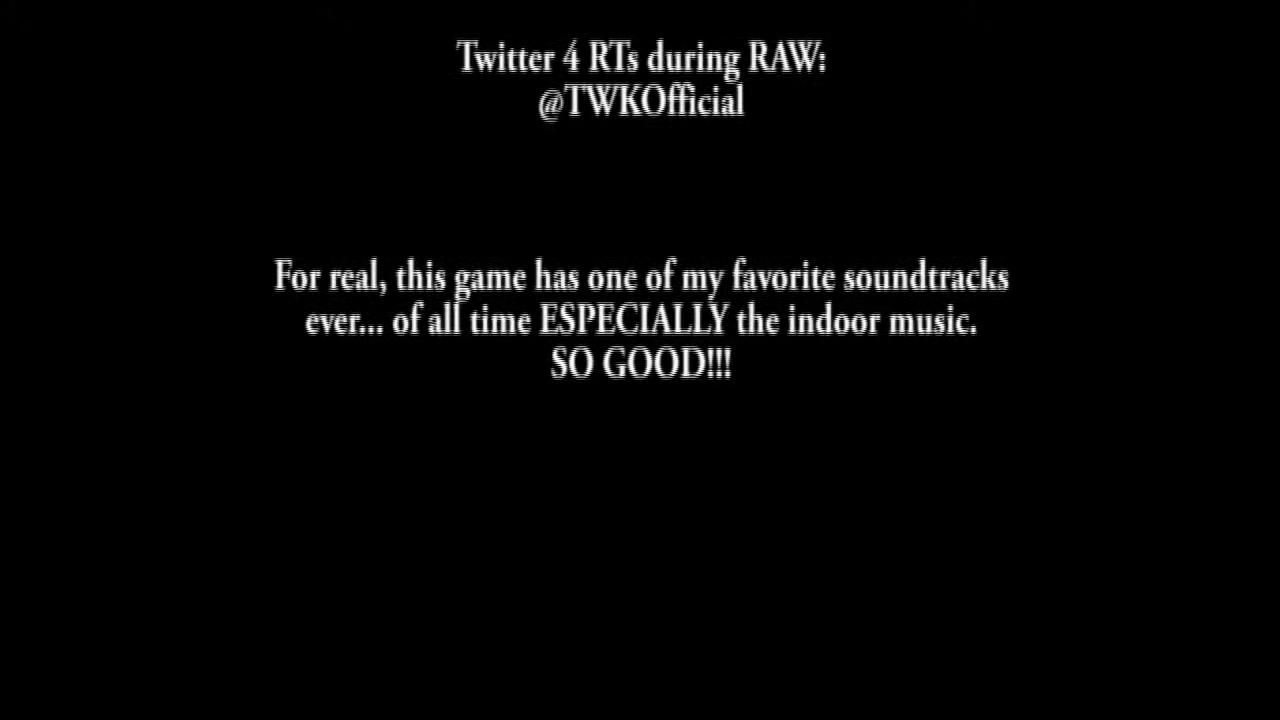 Twitter 4 RTs during RAW:
@TWKOfficial
For real, this game has one of my favorite soundtracks
ever... of all time ESPECIALLY the indoor music.
SO GOOD!!!